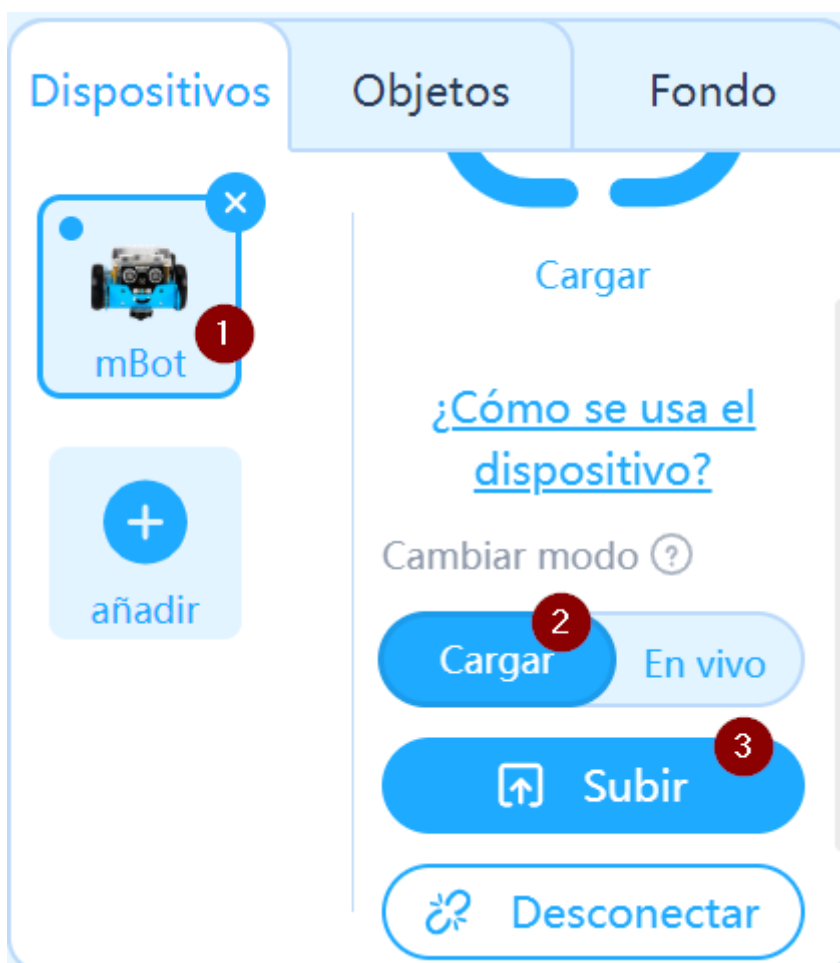 Dispositivos
Objetos
Fondo
1
mBot
añadir
Cargar
¿Cómo se usa el
dispositivo?
Cambiar modo ?
2
Cargar
En vivo
3
Subir
Desconectar